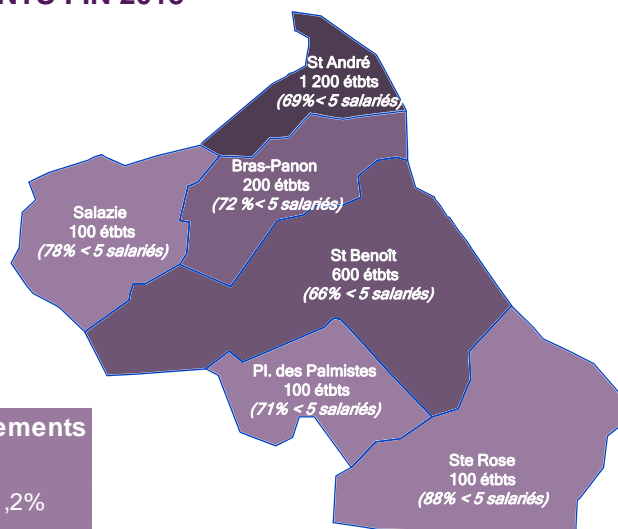 St André
1 200 étbts
(69%< 5 salariés)
Bras-Panon
200 étbts
(72 %< 5 salariés)
Salazie
100 étbts
(78% < 5 salariés)
St Benoît
600 étbts
(66% < 5 salariés)
Pl. des Palmistes
100 étbts
(71% < 5 salariés)
Ste Rose
100 étbts
(88% < 5 salariés)
ements
,2%